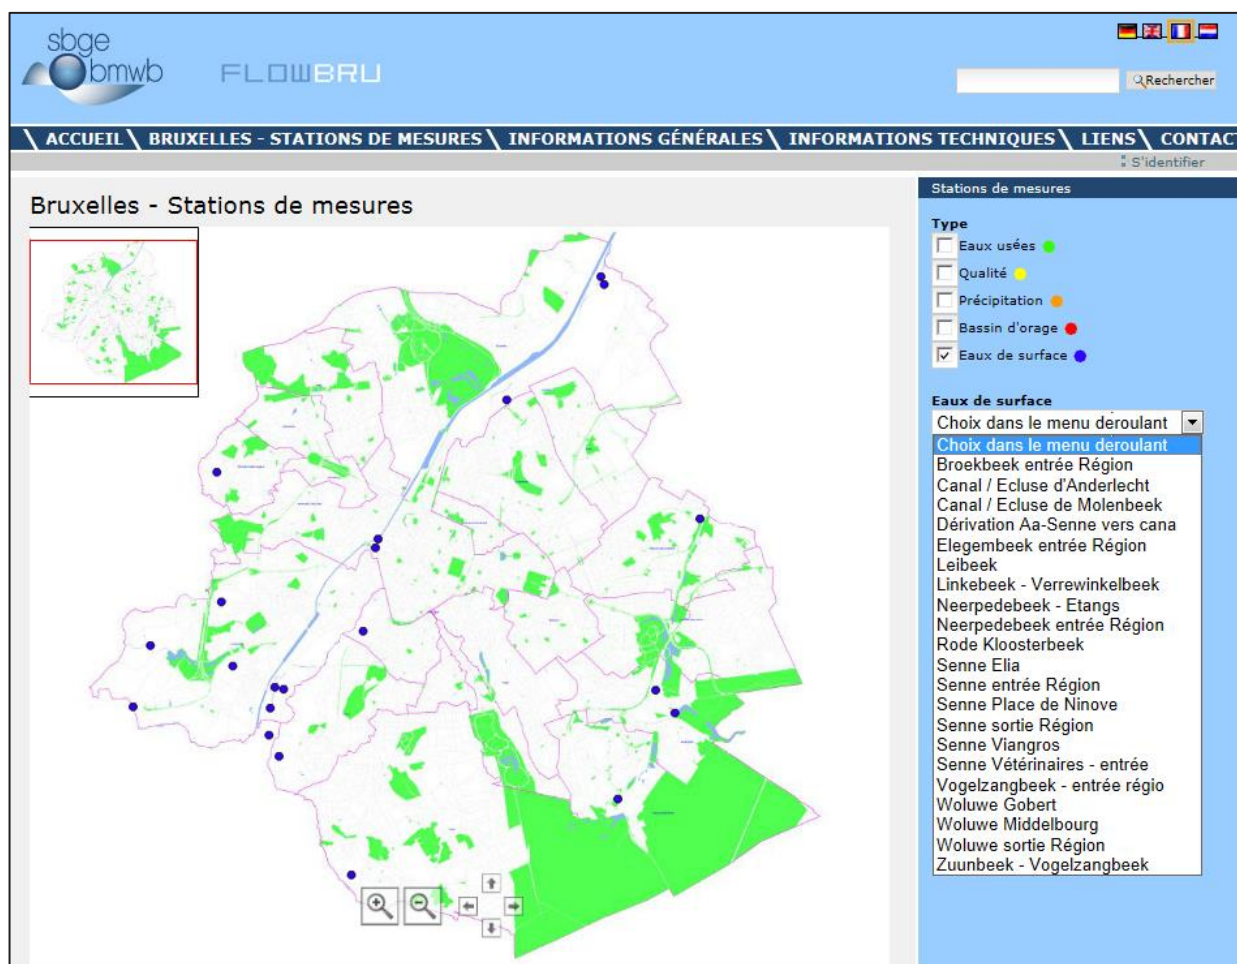 sbge
bmwb
FLOWBRU
Rechercher
ACCUEIL \ BRUXELLES - STATIONS DE MESURES \ INFORMATIONS GÉNÉRALES \ INFORMATIONS TECHNIQUES \ LIENS \ CONTACT
S'identifier
Bruxelles - Stations de mesures
Stations de mesures
Type
Eaux usées
Qualité
Précipitation
Bassin d'orage
Eaux de surface
Eaux de surface
Choix dans le menu deroulant
Choix dans le menu deroulant
Broekbeek entrée Région
Canal / Ecluse d'Anderlecht
Canal / Ecluse de Molenbeek
Dérivation Aa-Senne vers cana
Elegembeek entrée Région
Leibeek
Linkebeek - Verrewinkelbeek
Neerpedebeek - Etangs
Neerpedebeek entrée Région
Rode Kloosterbeek
Senne Elia
Senne entrée Région
Senne Place de Ninove
Senne sortie Région
Senne Viangros
Senne Vétérinaires - entrée
Vogelzangbeek - entrée régio
Woluwe Gobert
Woluwe Middelbourg
Woluwe sortie Région
Zuunbeek - Vogelzangbeek